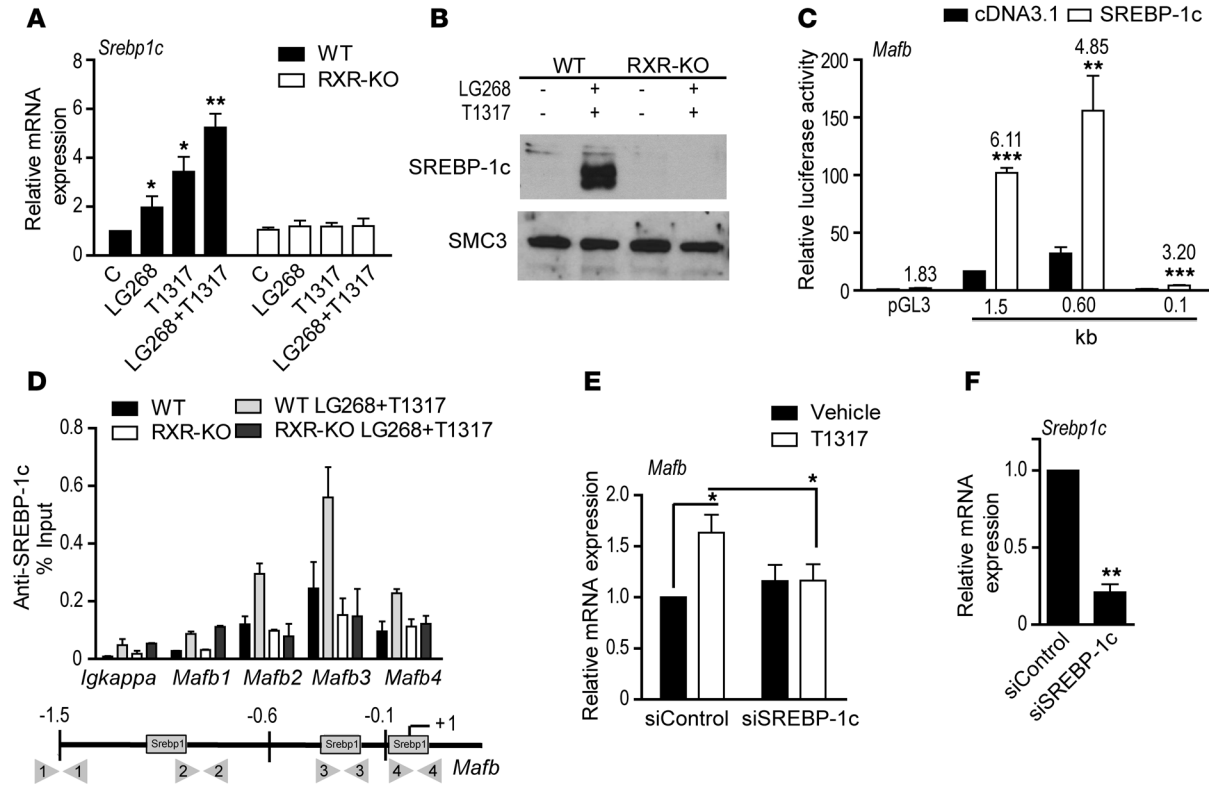 A
Srebp1c
WT
RXR-KO
Relative mRNA
expression
8
6
4
2
0
*
*
**
C
LG268
T1317
LG268+T1317
C
LG268
T1317
LG268+T1317
B
WT RXR-KO
LG268 - + - +
T1317 - + - +
SREBP-1c
SMC3
C
cDNA3.1 SREBP-1c
Mafb
Relative luciferase activity
200
150
100
50
0
1.83
6.11
***
4.85
**
3.20
***
pGL3 1.5 0.60 0.1
kb
D
WT WT LG268+T1317
RXR-KO RXR-KO LG268+T1317
Anti-SREBP-1c
% Input
0.8
0.6
0.4
0.2
0
Igkappa Mafb1 Mafb2 Mafb3 Mafb4
-1.5 -0.6 -0.1 +1
Srebp1 Srebp1 Srebp1
1 1 2 2 3 3 4 4 Mafb
E
Vehicle
T1317
Mafb
Relative mRNA expression
2.0
1.5
1.0
0.5
0
*
*
siControl siSREBP-1c
F
Srebp1c
Relative mRNA
expression
1.0
0.5
0
**
siControl
siSREBP-1c